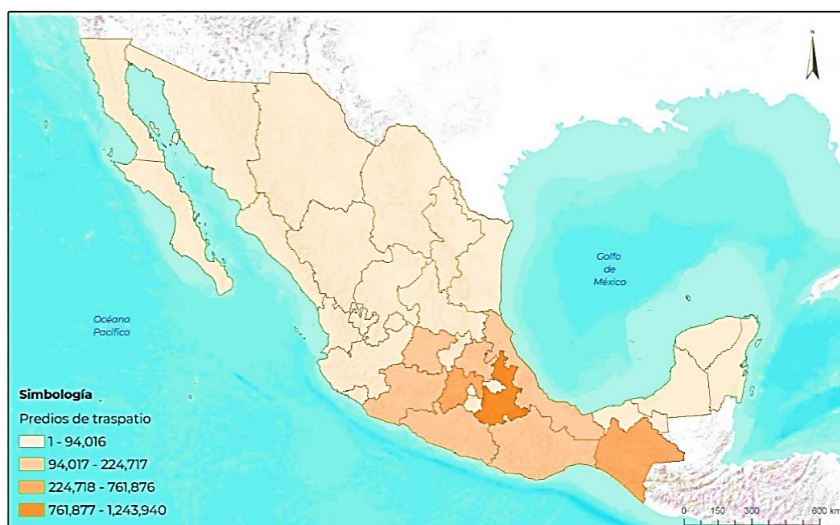 N
Golfo
de
México
Océano
Pacífico
Simbología
Predios de traspatio
1 - 94,016
94,017 - 224,717
224,718 - 761,876
761,877 - 1,243,940
0 150 300 600 km